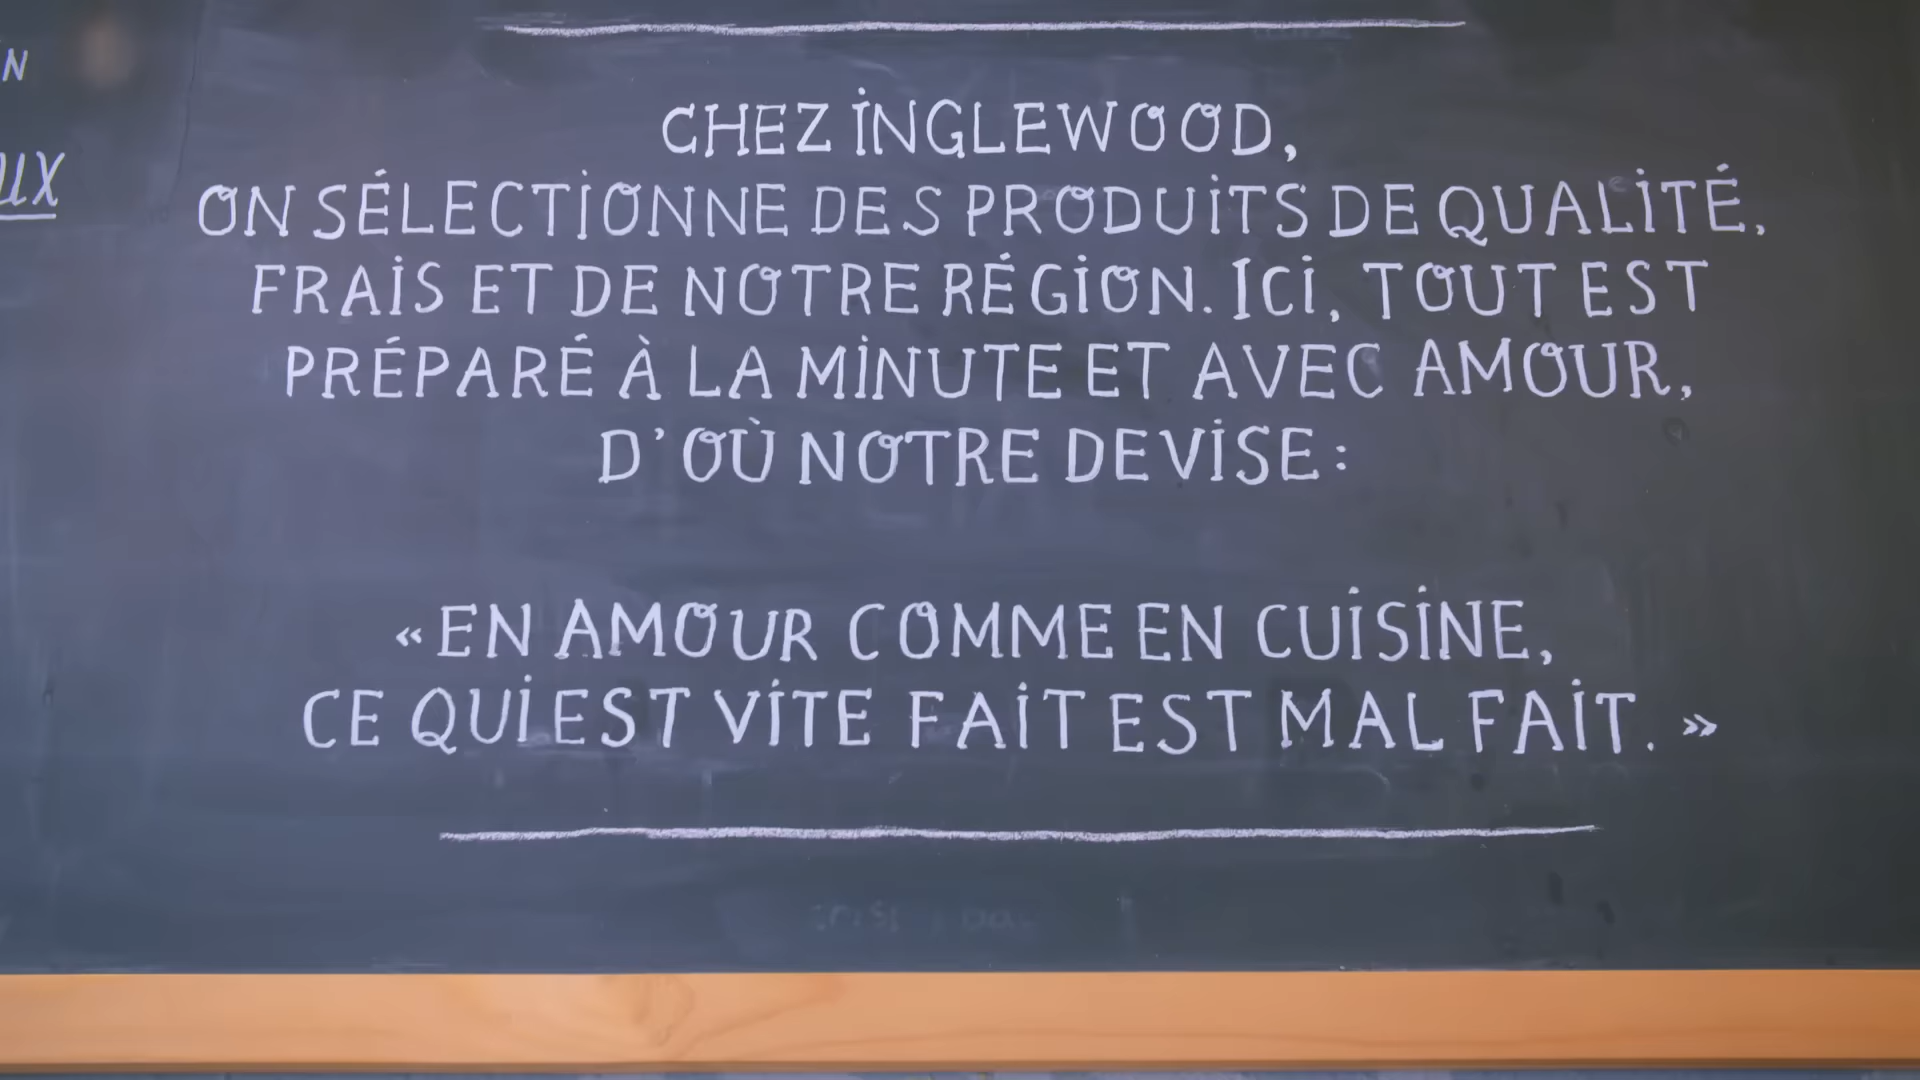 N
UX
CHEZ INGLEWOOD,
ON SÉLECTIONNE DES PRODUITS DE QUALITÉ,
FRAIS ET DE NOTRE RÉGION. ICI, TOUT EST
PRÉPARÉ À LA MINUTE ET AVEC AMOUR,
D'OÙ NOTRE DEVISE:
«EN AMOUR COMME EN CUISINE,
CE QUI EST VITE FAIT EST MAL FAIT. »